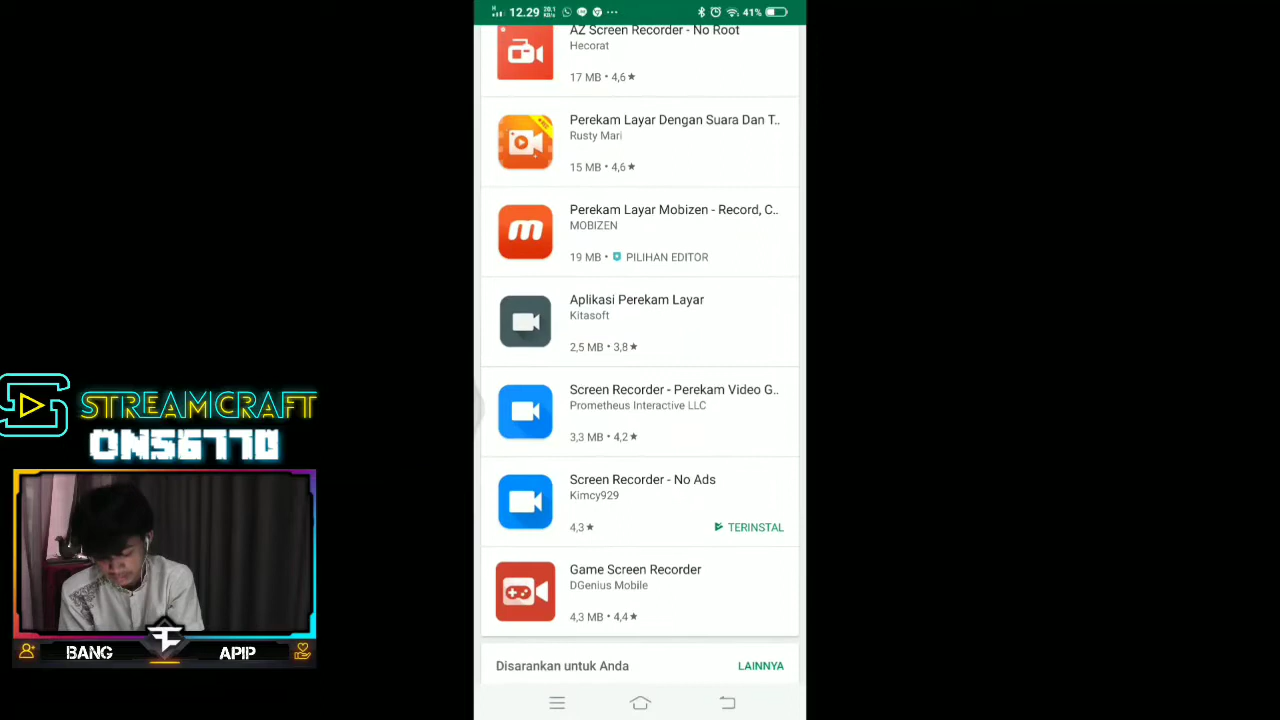 12.29
41%
AZ Screen Recorder - No Root
Hecorat
17 MB • 4,6★
Perekam Layar Dengan Suara Dan T..
Rusty Mari
15 MB • 4,6★
Perekam Layar Mobizen - Record, C..
MOBIZEN
19 MB • PILIHAN EDITOR
Aplikasi Perekam Layar
Kitasoft
2,5 MB • 3,8★
Screen Recorder - Perekam Video G..
Prometheus Interactive LLC
3,3 MB • 4,2★
Screen Recorder - No Ads
Kimcy929
4,3★
TERINSTAL
Game Screen Recorder
DGenius Mobile
4,3 MB • 4,4★
Disarankan untuk Anda
LAINNYA
STREAMCRAFT
BANG
APIP